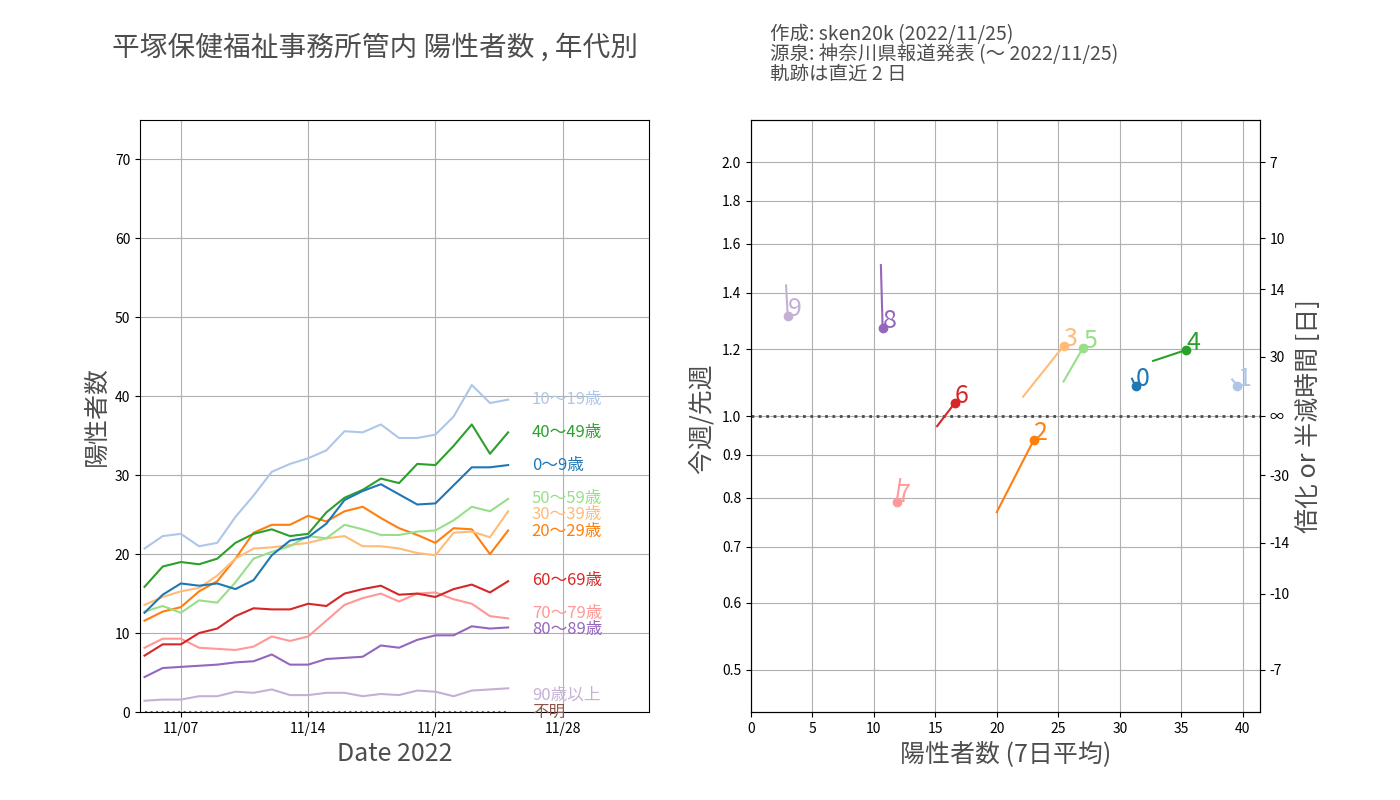 平塚保健福祉事務所管内 陽性者数 , 年代別
作成: sken20k (2022/11/25)
源泉: 神奈川県報道発表 (～ 2022/11/25)
軌跡は直近 2 日
陽性者数
70
60
50
40
30
20
10
0
10～19歳
40～49歳
0～9歳
50～59歳
30～39歳
20～29歳
60～69歳
70～79歳
80～89歳
90歳以上
不明
11/07 11/14 11/21 11/28
Date 2022
今週/先週
2.0
1.8
1.6
1.4
1.2
1.0
0.9
0.8
0.7
0.6
0.5
9
8
3
5
4
0
1
6
2
7
7
10
14
30
∞
-30
-14
-10
-7
倍化 or 半減時間 [日]
0 5 10 15 20 25 30 35 40
陽性者数 (7日平均)